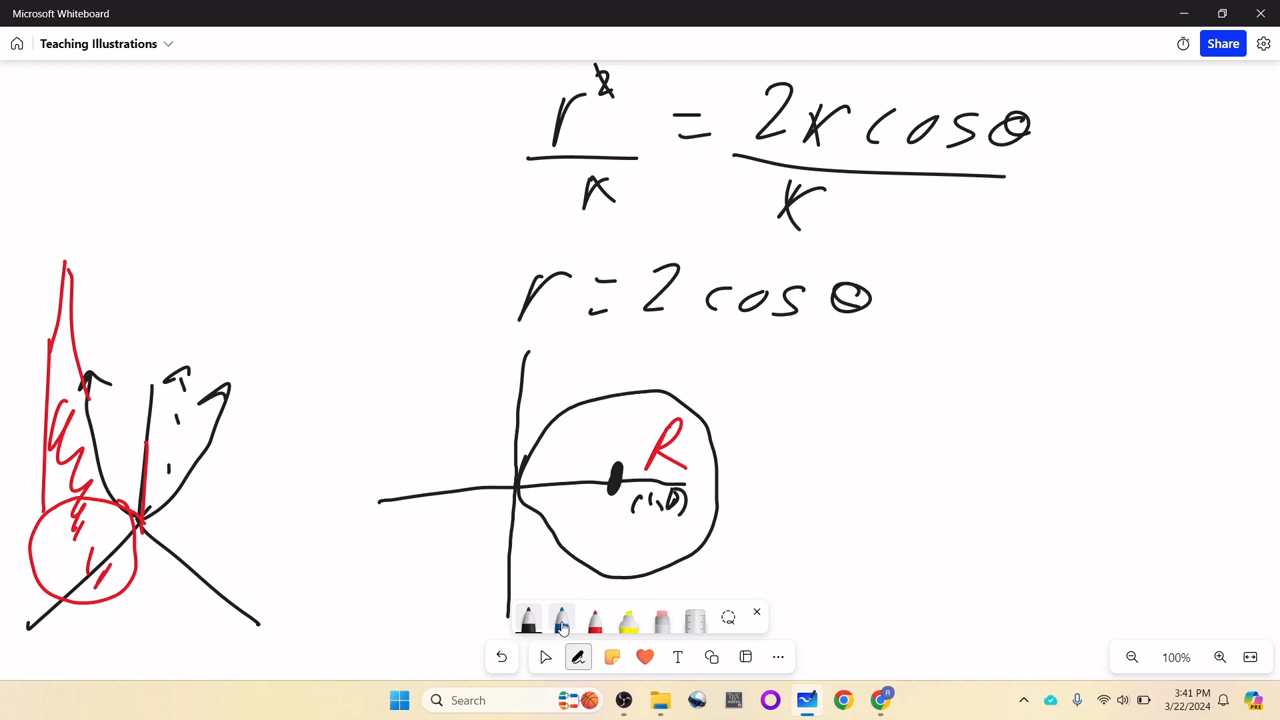 Microsoft Whiteboard
Teaching Illustrations
Share
r² / r = 2r cosθ / r
r = 2 cos θ
R
(1,0)
100%
Search
3:41 PM
3/22/2024